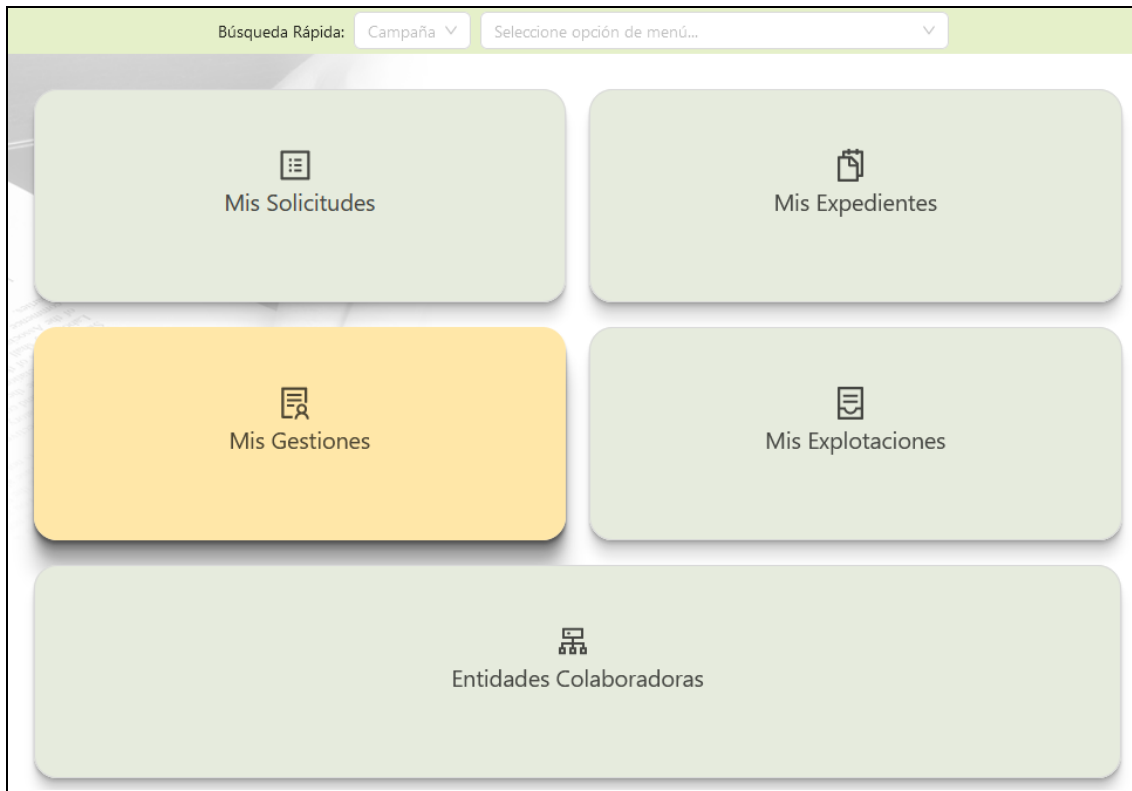 Búsqueda Rápida: Campaña Seleccione opción de menú...
Mis Solicitudes
Mis Expedientes
Mis Gestiones
Mis Explotaciones
Entidades Colaboradoras